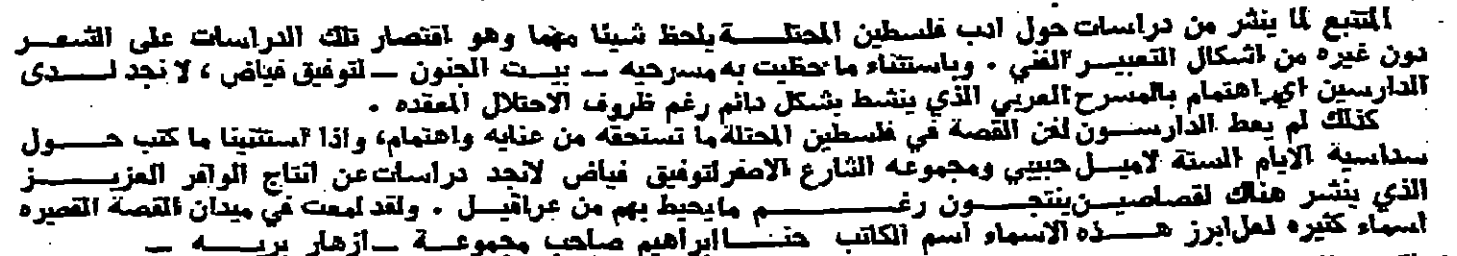 المتتبع لما ينشر من دراسات حول ادب فلسطين المحتلة يلحظ شيئا مهما وهو اقتصار تلك الدراسات على الشعر
دون غيره من اشكال التعبير الفني . وباستثناء ما حظيت به مسرحيه — بيت الجنون — لتوفيق فياض ، لا نجد لدى
الدارسين اي اهتمام بالمسرح العربي الذي ينشط بشكل دائم رغم ظروف الاحتلال المعقده .
كذلك لم يعط الدارسون لفن القصة في فلسطين المحتلة ما تستحقه من عنايه واهتمام، واذا استثنينا ما كتب حول
سداسية الايام الستة لاميل حبيبي ومجموعه الشارع الاصفر لتوفيق فياض لانجد دراسات عن انتاج الوافر العزيز
الذي ينشر هناك لقصاصين ينتجون رغم مايحيط بهم من عراقيل . ولقد لمعت في ميدان القصة القصيره
اسماء كثيره لعل ابرز هذه الاسماء اسم الكاتب حنا ابراهيم صاحب مجموعة — ازهار بريه —